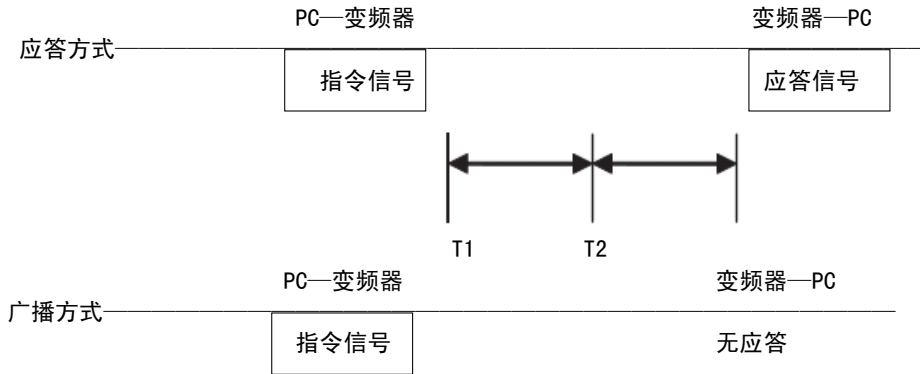 PC—变频器 变频器—PC
应答方式
指令信号 应答信号
T1 T2
PC—变频器 变频器—PC
广播方式
指令信号 无应答